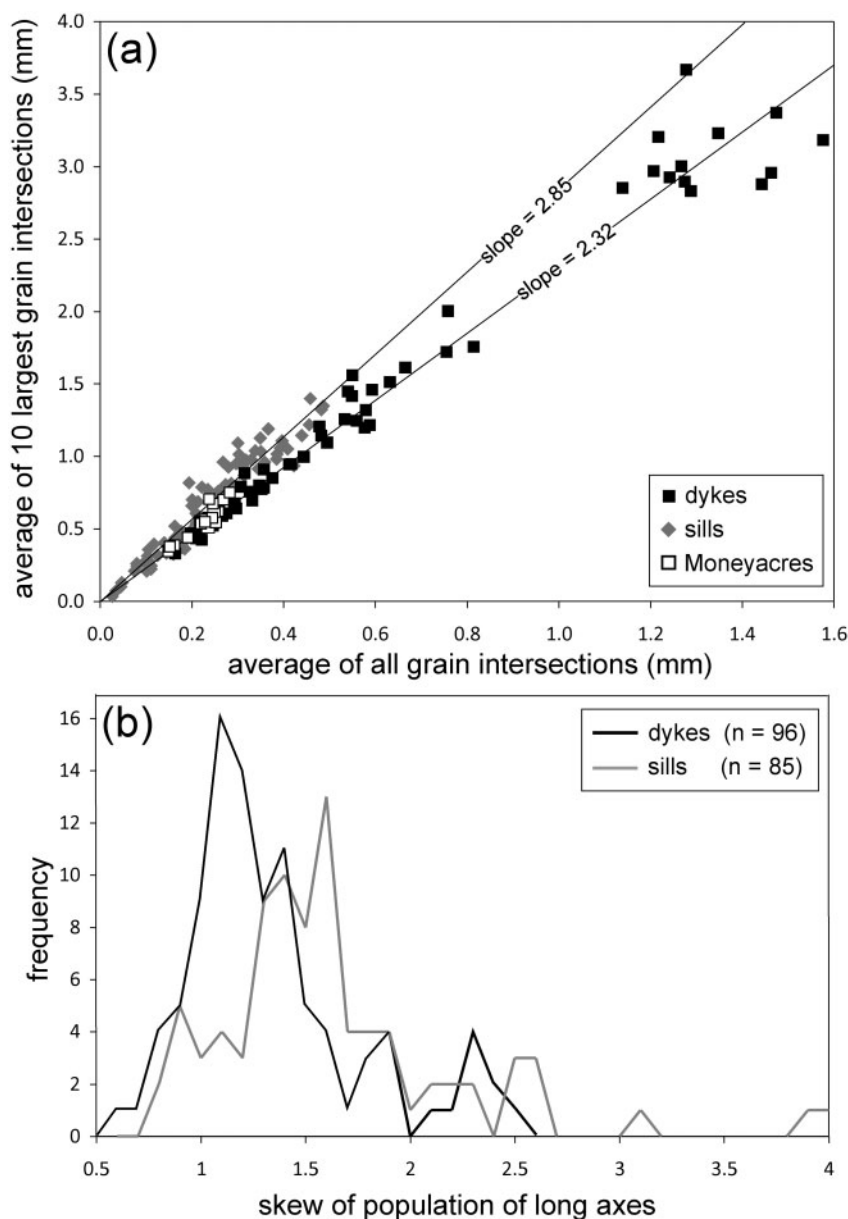 (a)
average of 10 largest grain intersections (mm)
4.0
3.5
3.0
2.5
2.0
1.5
1.0
0.5
0.0
slope = 2.85
slope = 2.32
dykes
sills
Moneyacres
0.0 0.2 0.4 0.6 0.8 1.0 1.2 1.4 1.6
average of all grain intersections (mm)
(b)
frequency
16
14
12
10
8
6
4
2
0
dykes (n = 96)
sills (n = 85)
0.5 1 1.5 2 2.5 3 3.5 4
skew of population of long axes